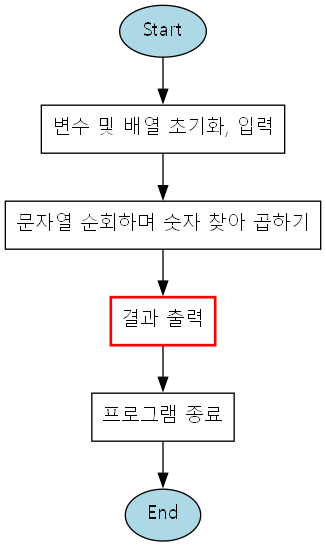 Start
변수 및 배열 초기화, 입력
문자열 순회하며 숫자 찾아 곱하기
결과 출력
프로그램 종료
End